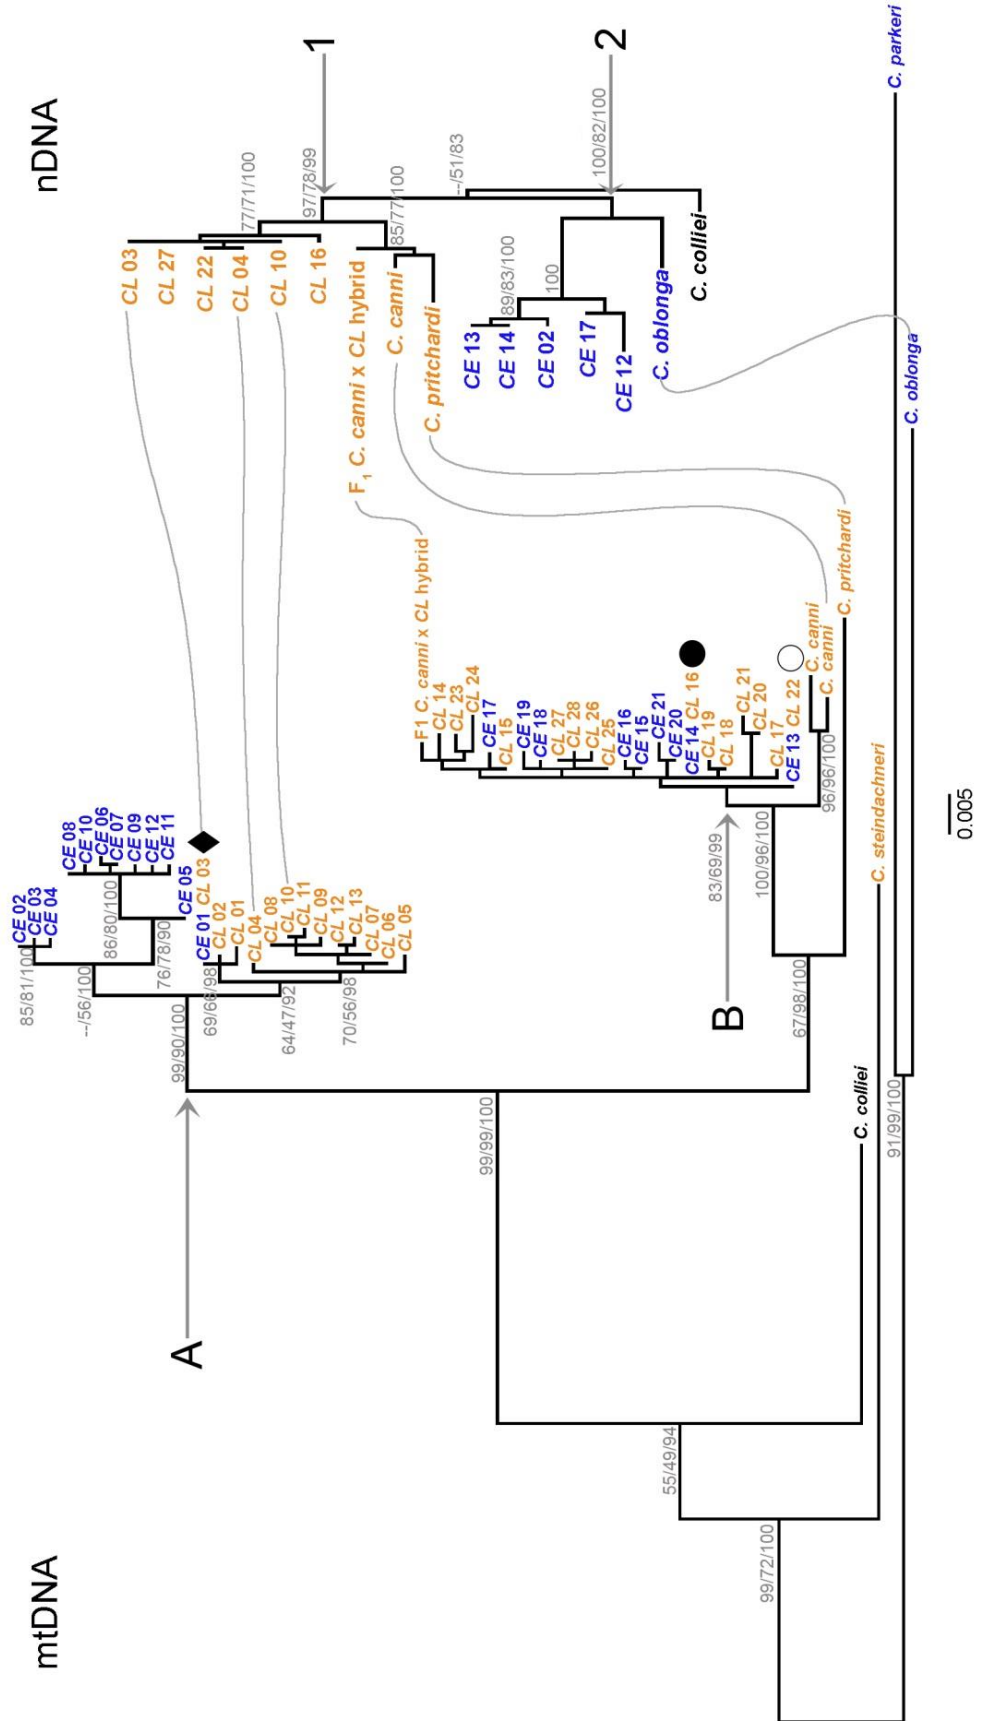 mtDNA
nDNA
CE 02
CE 03
CE 04
CE 08
CE 10
CE 06
CE 07
CE 09
CE 12
CE 11
CE 05
CE 01
CL 03
CL 02
CL 01
CL 04
CL 08
CL 10
CL 11
CL 09
CL 12
CL 13
CL 07
CL 06
CL 05
F1 C. canni x CL hybrid
CL 14
CL 23
CL 24
CE 17
CL 15
CE 19
CE 18
CL 27
CL 28
CL 26
CL 25
CE 16
CE 15
CE 21
CE 20
CE 14
CL 16
CL 19
CL 18
CL 21
CL 20
CL 17
CE 13
CL 22
C. canni
C. canni
C. pritchardi
C. colliei
C. steindachneri
C. parkeri
C. oblonga
85/81/100
--/56/100
86/80/100
76/78/90
99/90/100
69/66/98
64/47/92
70/56/98
A
99/99/100
83/69/99
B
100/96/100
96/96/100
67/98/100
55/49/94
99/72/100
91/99/100
CL 03
CL 27
CL 22
CL 04
CL 10
CL 16
F1 C. canni x CL hybrid
C. canni
C. pritchardi
CE 13
CE 14
CE 02
CE 17
CE 12
C. oblonga
C. colliei
77/71/100
97/78/99
1
85/77/100
--/51/83
89/83/100
100
100/82/100
2
0.005